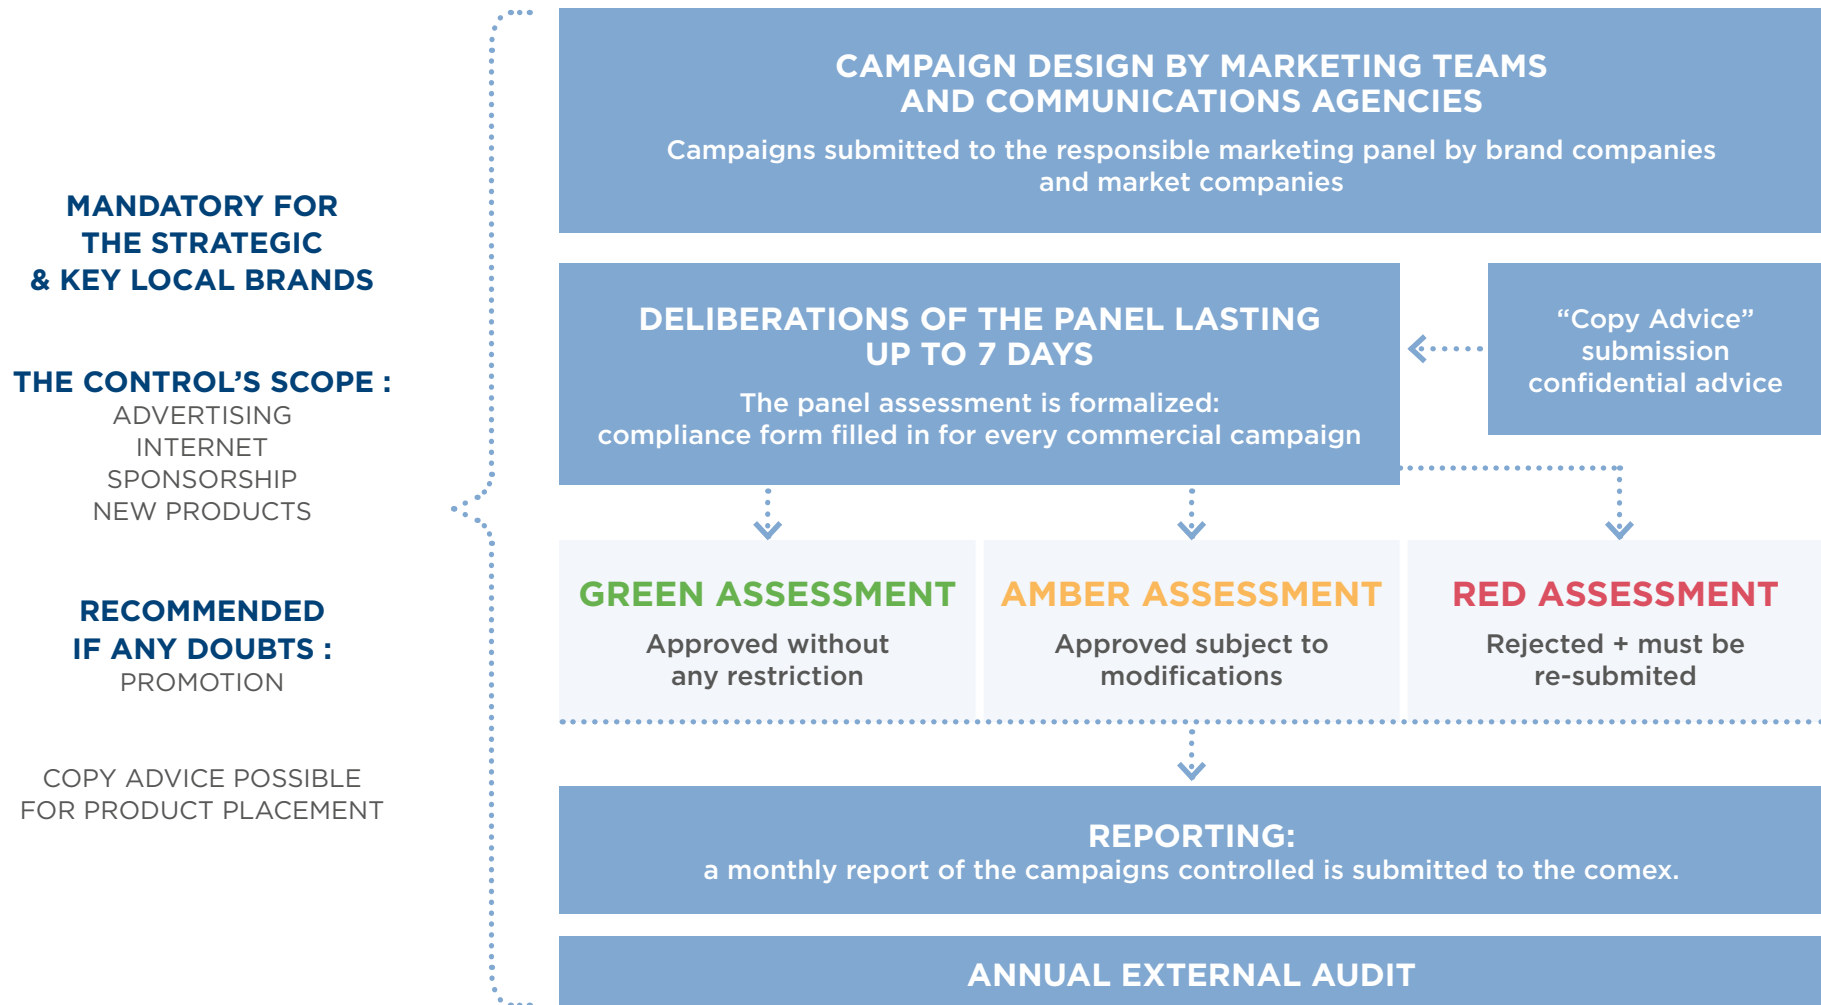 MANDATORY FOR
THE STRATEGIC
& KEY LOCAL BRANDS
THE CONTROL'S SCOPE :
ADVERTISING
INTERNET
SPONSORSHIP
NEW PRODUCTS
RECOMMENDED
IF ANY DOUBTS :
PROMOTION
COPY ADVICE POSSIBLE
FOR PRODUCT PLACEMENT
CAMPAIGN DESIGN BY MARKETING TEAMS
AND COMMUNICATIONS AGENCIES
Campaigns submitted to the responsible marketing panel by brand companies
and market companies
DELIBERATIONS OF THE PANEL LASTING
UP TO 7 DAYS
The panel assessment is formalized:
compliance form filled in for every commercial campaign
“Copy Advice”
submission
confidential advice
GREEN ASSESSMENT
Approved without
any restriction
AMBER ASSESSMENT
Approved subject to
modifications
RED ASSESSMENT
Rejected + must be
re-submited
REPORTING:
a monthly report of the campaigns controlled is submitted to the comex.
ANNUAL EXTERNAL AUDIT